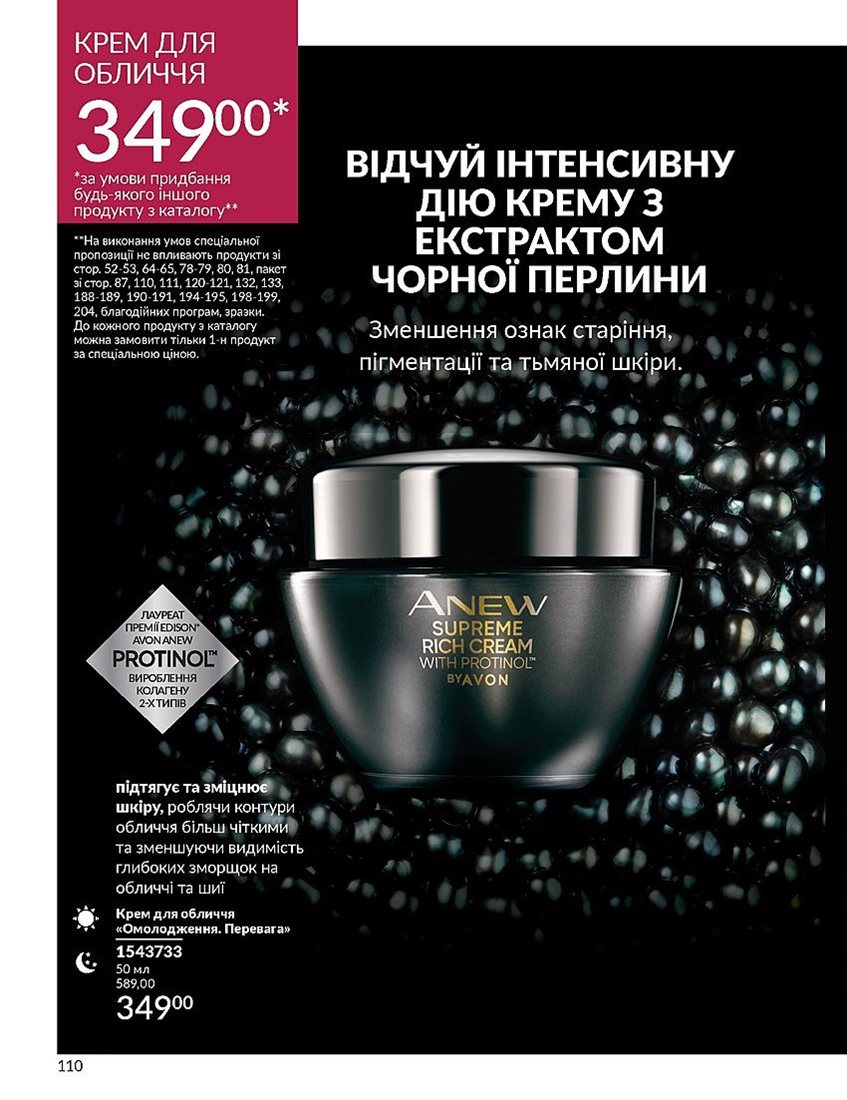 КРЕМ ДЛЯ
ОБЛИЧЧЯ
349⁰⁰*
*за умови придбання
будь-якого іншого
продукту з каталогу**
**На виконання умов спеціальної
пропозиції не впливають продукти зі
стор. 52-53, 64-65, 78-79, 80, 81, пакет
зі стор. 87, 110, 111, 120-121, 132, 133,
188-189, 190-191, 194-195, 198-199,
204, благодійних програм, зразки.
До кожного продукту з каталогу
можна замовити тільки 1-н продукт
за спеціальною ціною.
ВІДЧУЙ ІНТЕНСИВНУ
ДІЮ КРЕМУ З
ЕКСТРАКТОМ
ЧОРНОЇ ПЕРЛИНИ
Зменшення ознак старіння,
пігментації та тьмяної шкіри.
ANEW
SUPREME
RICH CREAM
WITH PROTINOL™
BY AVON
ЛАУРЕАТ
ПРЕМІЇ EDISON*
AVON ANEW
PROTINOL™
ВИРОБЛЕННЯ
КОЛАГЕНУ
2-Х ТИПІВ
підтягує та зміцнює
шкіру, роблячи контури
обличчя більш чіткими
та зменшуючи видимість
глибоких зморщок на
обличчі та шиї
Крем для обличчя
«Омолодження. Перевага»
1543733
50 мл
589,00
349⁰⁰
110